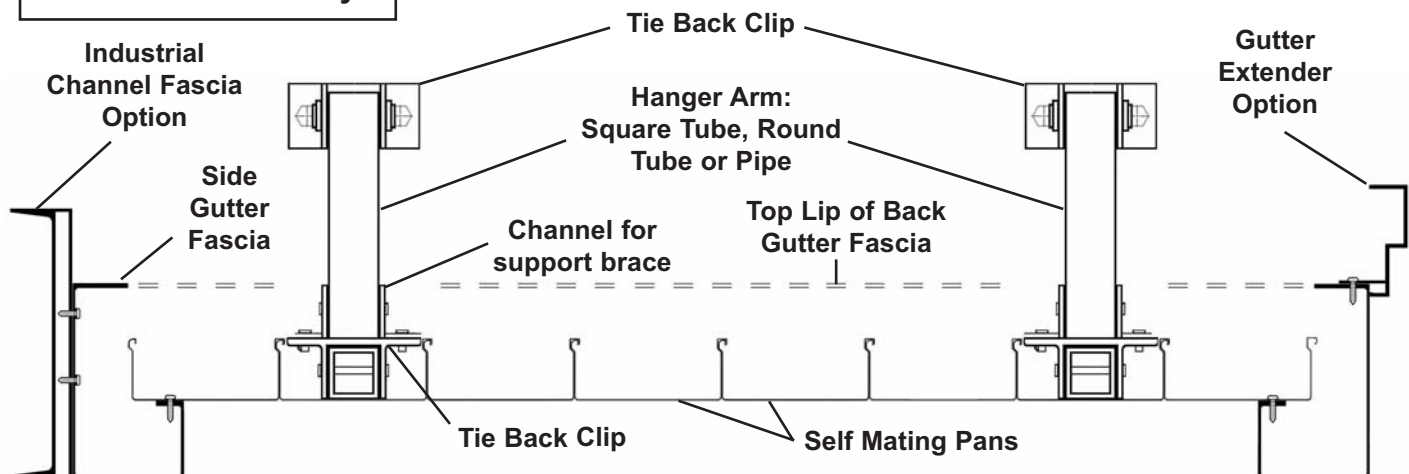 Tie Back Clip
Industrial
Channel Fascia
Option
Gutter
Extender
Option
Hanger Arm:
Square Tube, Round
Tube or Pipe
Side
Gutter
Fascia
Channel for
support brace
Top Lip of Back
Gutter Fascia
Tie Back Clip
Self Mating Pans